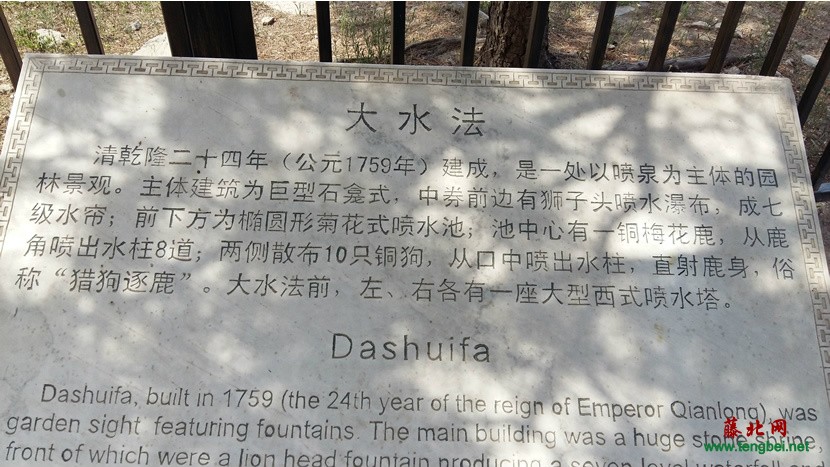 大水法
清乾隆二十四年（公元1759年）建成，是一处以喷泉为主体的园
林景观。主体建筑为巨型石龛式，中券前边有狮子头喷水瀑布，成七
级水帘；前下方为椭圆形菊花式喷水池；池中心有一铜梅花鹿，从鹿
角喷出水柱8道；两侧散布10只铜狗，从口中喷出水柱，直射鹿身，俗
称“猎狗逐鹿”。大水法前，左、右各有一座大型西式喷水塔。
Dashuifa
Dashuifa, built in 1759 (the 24th year of the reign of Emperor Qianlong), was
garden sight featuring fountains. The main building was a huge stone shrine,
front of which were a lion head fountain producing a seven-level waterfall and
藤北网
www.tengbei.net